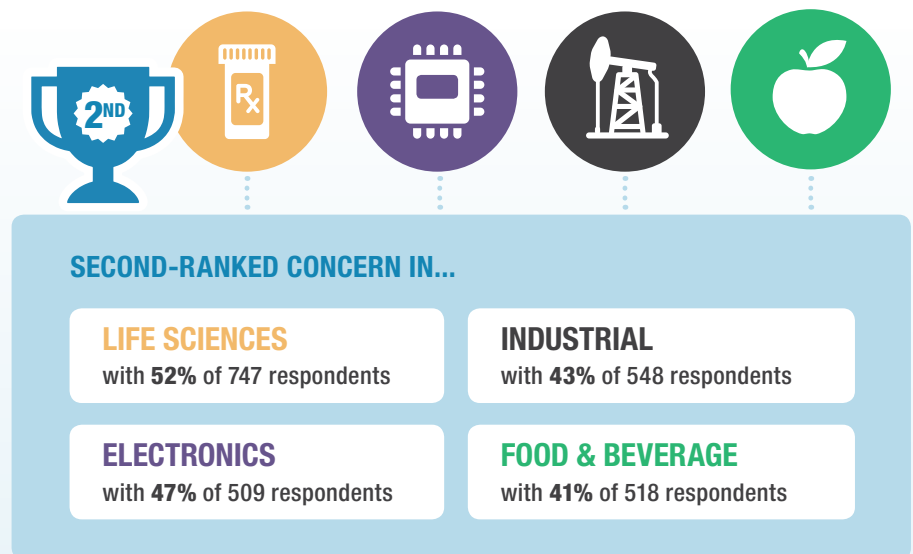 2ND
Rx
SECOND-RANKED CONCERN IN...
LIFE SCIENCES
with 52% of 747 respondents
INDUSTRIAL
with 43% of 548 respondents
ELECTRONICS
with 47% of 509 respondents
FOOD & BEVERAGE
with 41% of 518 respondents